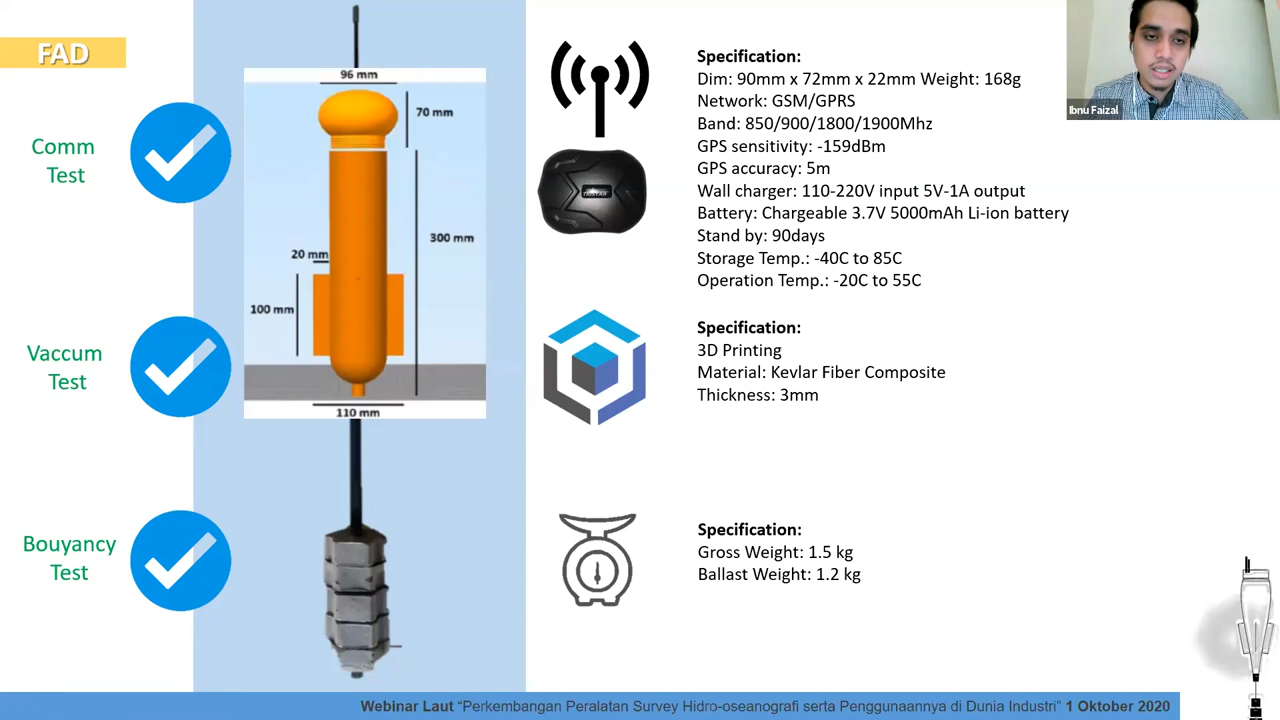 FAD
Comm
Test
Vaccum
Test
Bouyancy
Test
96 mm
70 mm
300 mm
20 mm
100 mm
110 mm
Specification:
Dim: 90mm x 72mm x 22mm Weight: 168g
Network: GSM/GPRS
Band: 850/900/1800/1900Mhz
GPS sensitivity: -159dBm
GPS accuracy: 5m
Wall charger: 110-220V input 5V-1A output
Battery: Chargeable 3.7V 5000mAh Li-ion battery
Stand by: 90days
Storage Temp.: -40C to 85C
Operation Temp.: -20C to 55C
Specification:
3D Printing
Material: Kevlar Fiber Composite
Thickness: 3mm
Specification:
Gross Weight: 1.5 kg
Ballast Weight: 1.2 kg
Ibnu Faizal
Webinar Laut “Perkembangan Peralatan Survey Hidro-oseanografi serta Penggunaannya di Dunia Industri” 1 Oktober 2020